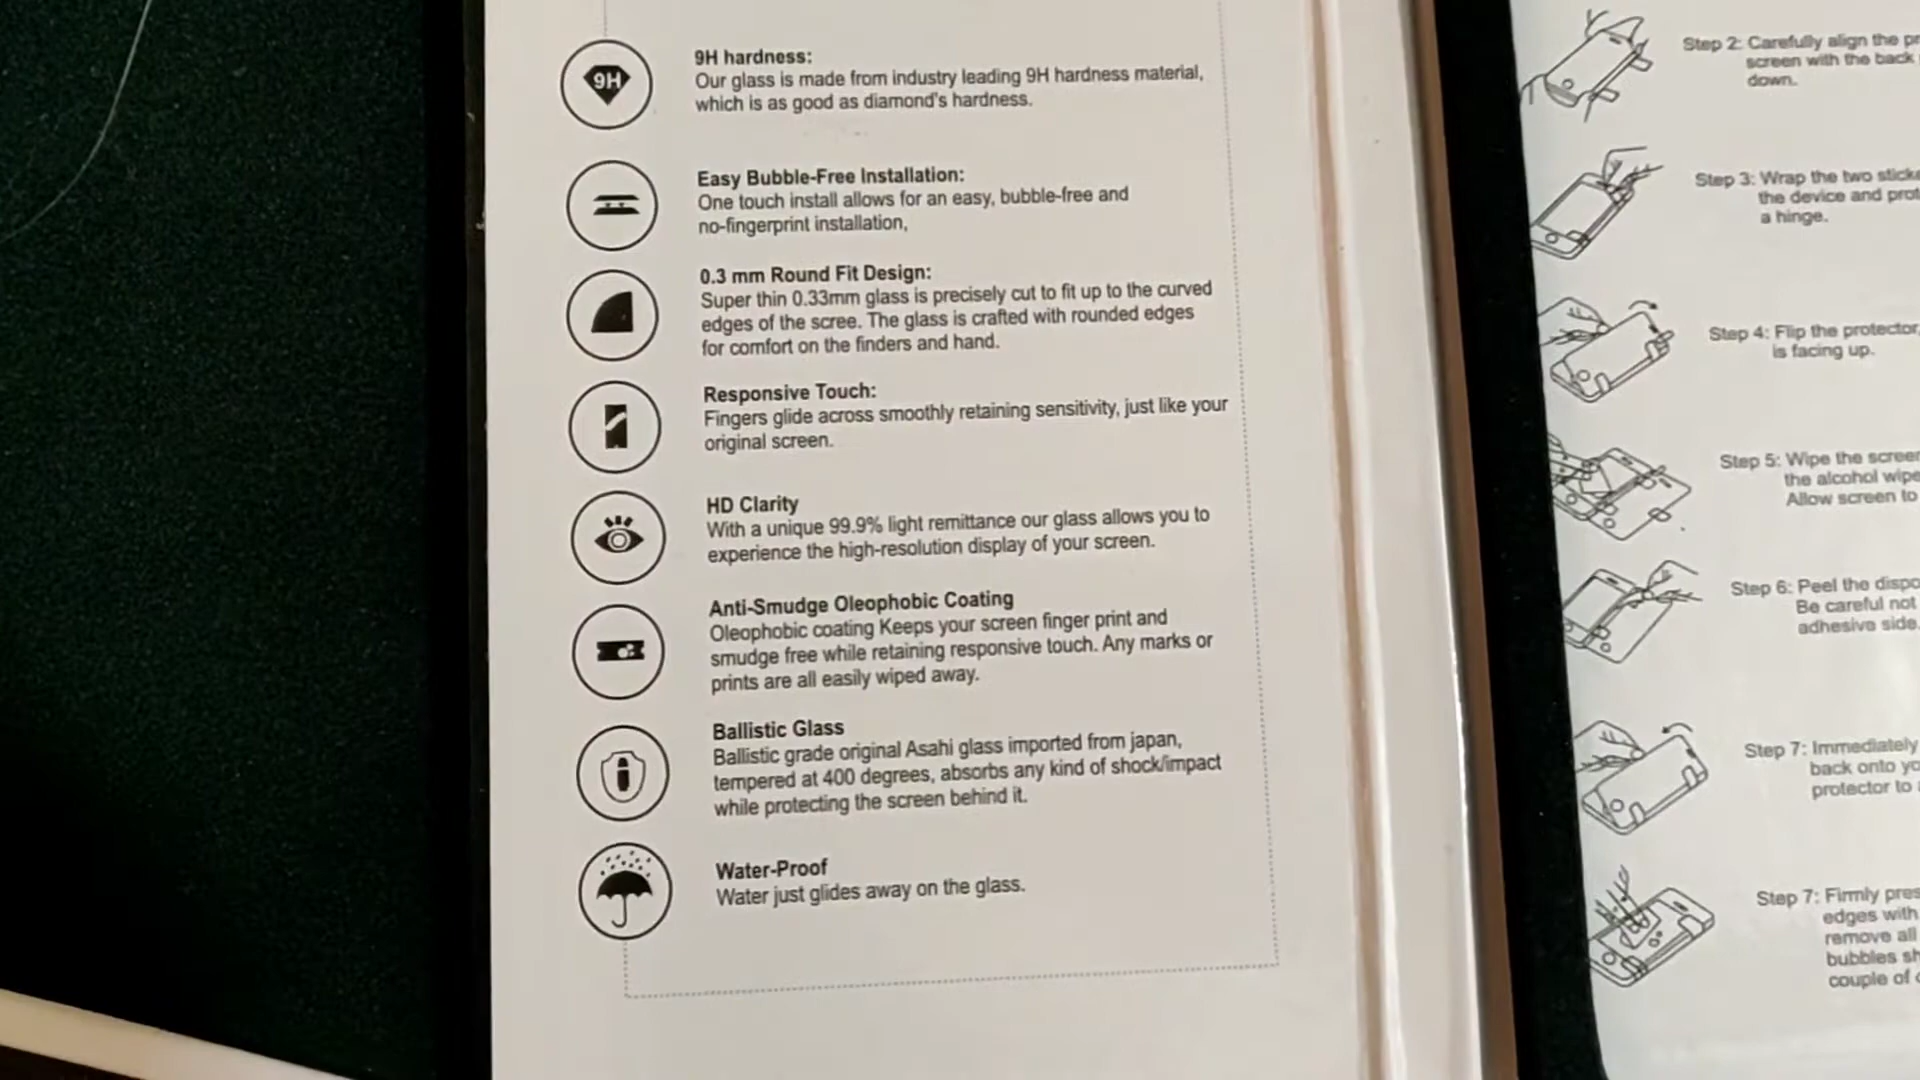 9H
9H hardness:
Our glass is made from industry leading 9H hardness material,
which is as good as diamond's hardness.
Easy Bubble-Free Installation:
One touch install allows for an easy, bubble-free and
no-fingerprint installation,
0.3 mm Round Fit Design:
Super thin 0.33mm glass is precisely cut to fit up to the curved
edges of the scree. The glass is crafted with rounded edges
for comfort on the finders and hand.
Responsive Touch:
Fingers glide across smoothly retaining sensitivity, just like your
original screen.
HD Clarity
With a unique 99.9% light remittance our glass allows you to
experience the high-resolution display of your screen.
Anti-Smudge Oleophobic Coating
Oleophobic coating Keeps your screen finger print and
smudge free while retaining responsive touch. Any marks or
prints are all easily wiped away.
Ballistic Glass
Ballistic grade original Asahi glass imported from japan,
tempered at 400 degrees, absorbs any kind of shock/impact
while protecting the screen behind it.
Water-Proof
Water just glides away on the glass.
Step 2: Carefully align the
screen with the back
down.
Step 3: Wrap the two
the device and
a hinge.
Step 4: Flip the protector,
is facing up.
Step 5: Wipe the screen
the alcohol wipe
Allow screen to
Step 6: Peel the
Be careful not
adhesive side.
Step 7: Immediately
back onto
protector to
Step 7: Firmly
edges with
remove all
bubbles
couple of